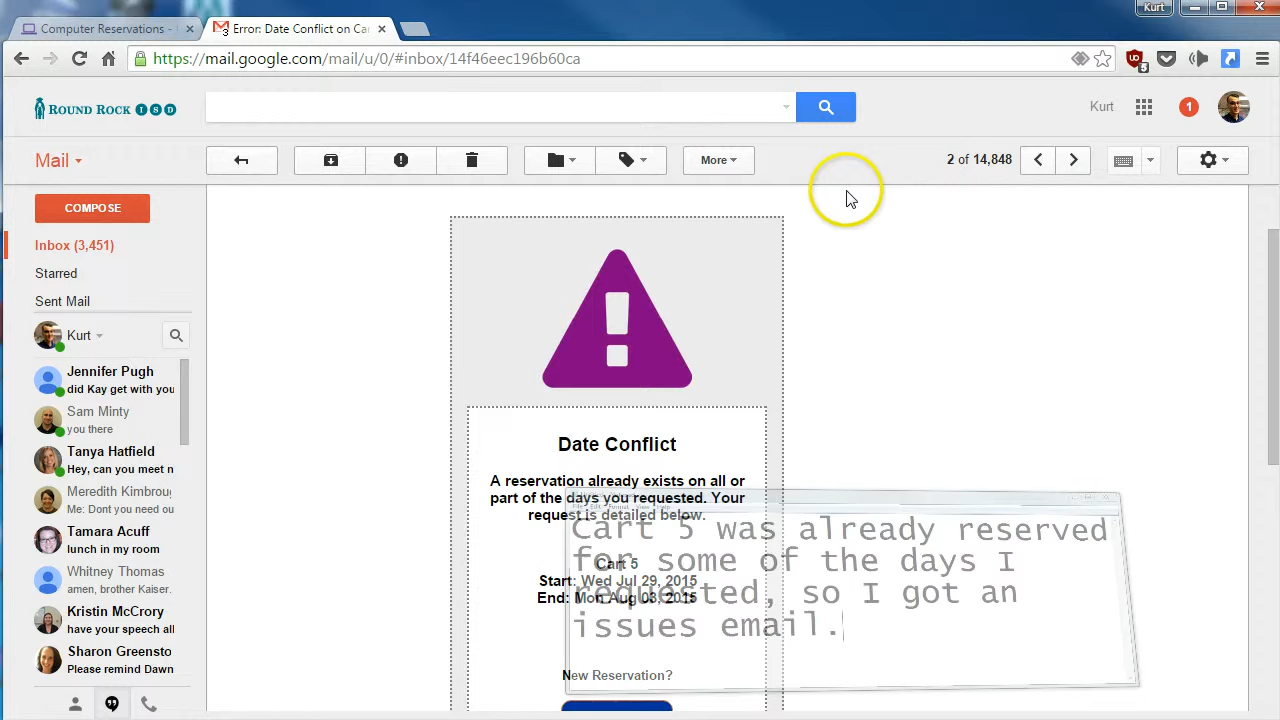 Kurt
Computer Reservations -
Error: Date Conflict on Ca
https://mail.google.com/mail/u/0/#inbox/14f46eec196b60ca
ROUND ROCK ISD
Kurt
1
Mail
More
2 of 14,848
COMPOSE
Inbox (3,451)
Starred
Sent Mail
Kurt
Jennifer Pugh
did Kay get with you
Sam Minty
you there
Tanya Hatfield
Hey, can you meet n
Meredith Kimbroug
Me: Dont you need ou
Tamara Acuff
lunch in my room
Whitney Thomas
amen, brother Kaiser.
Kristin McCrory
have your speech all
Sharon Greensto
Please remind Dawn
Date Conflict
A reservation already exists on all or
part of the days you requested. Your
request is detailed below.
Cart 5
Start: Wed Jul 29, 2015
End: Mon Aug 03, 2015
New Reservation?
File Edit Format View Help
Cart 5 was already reserved
for some of the days I
requested, so I got an
issues email.